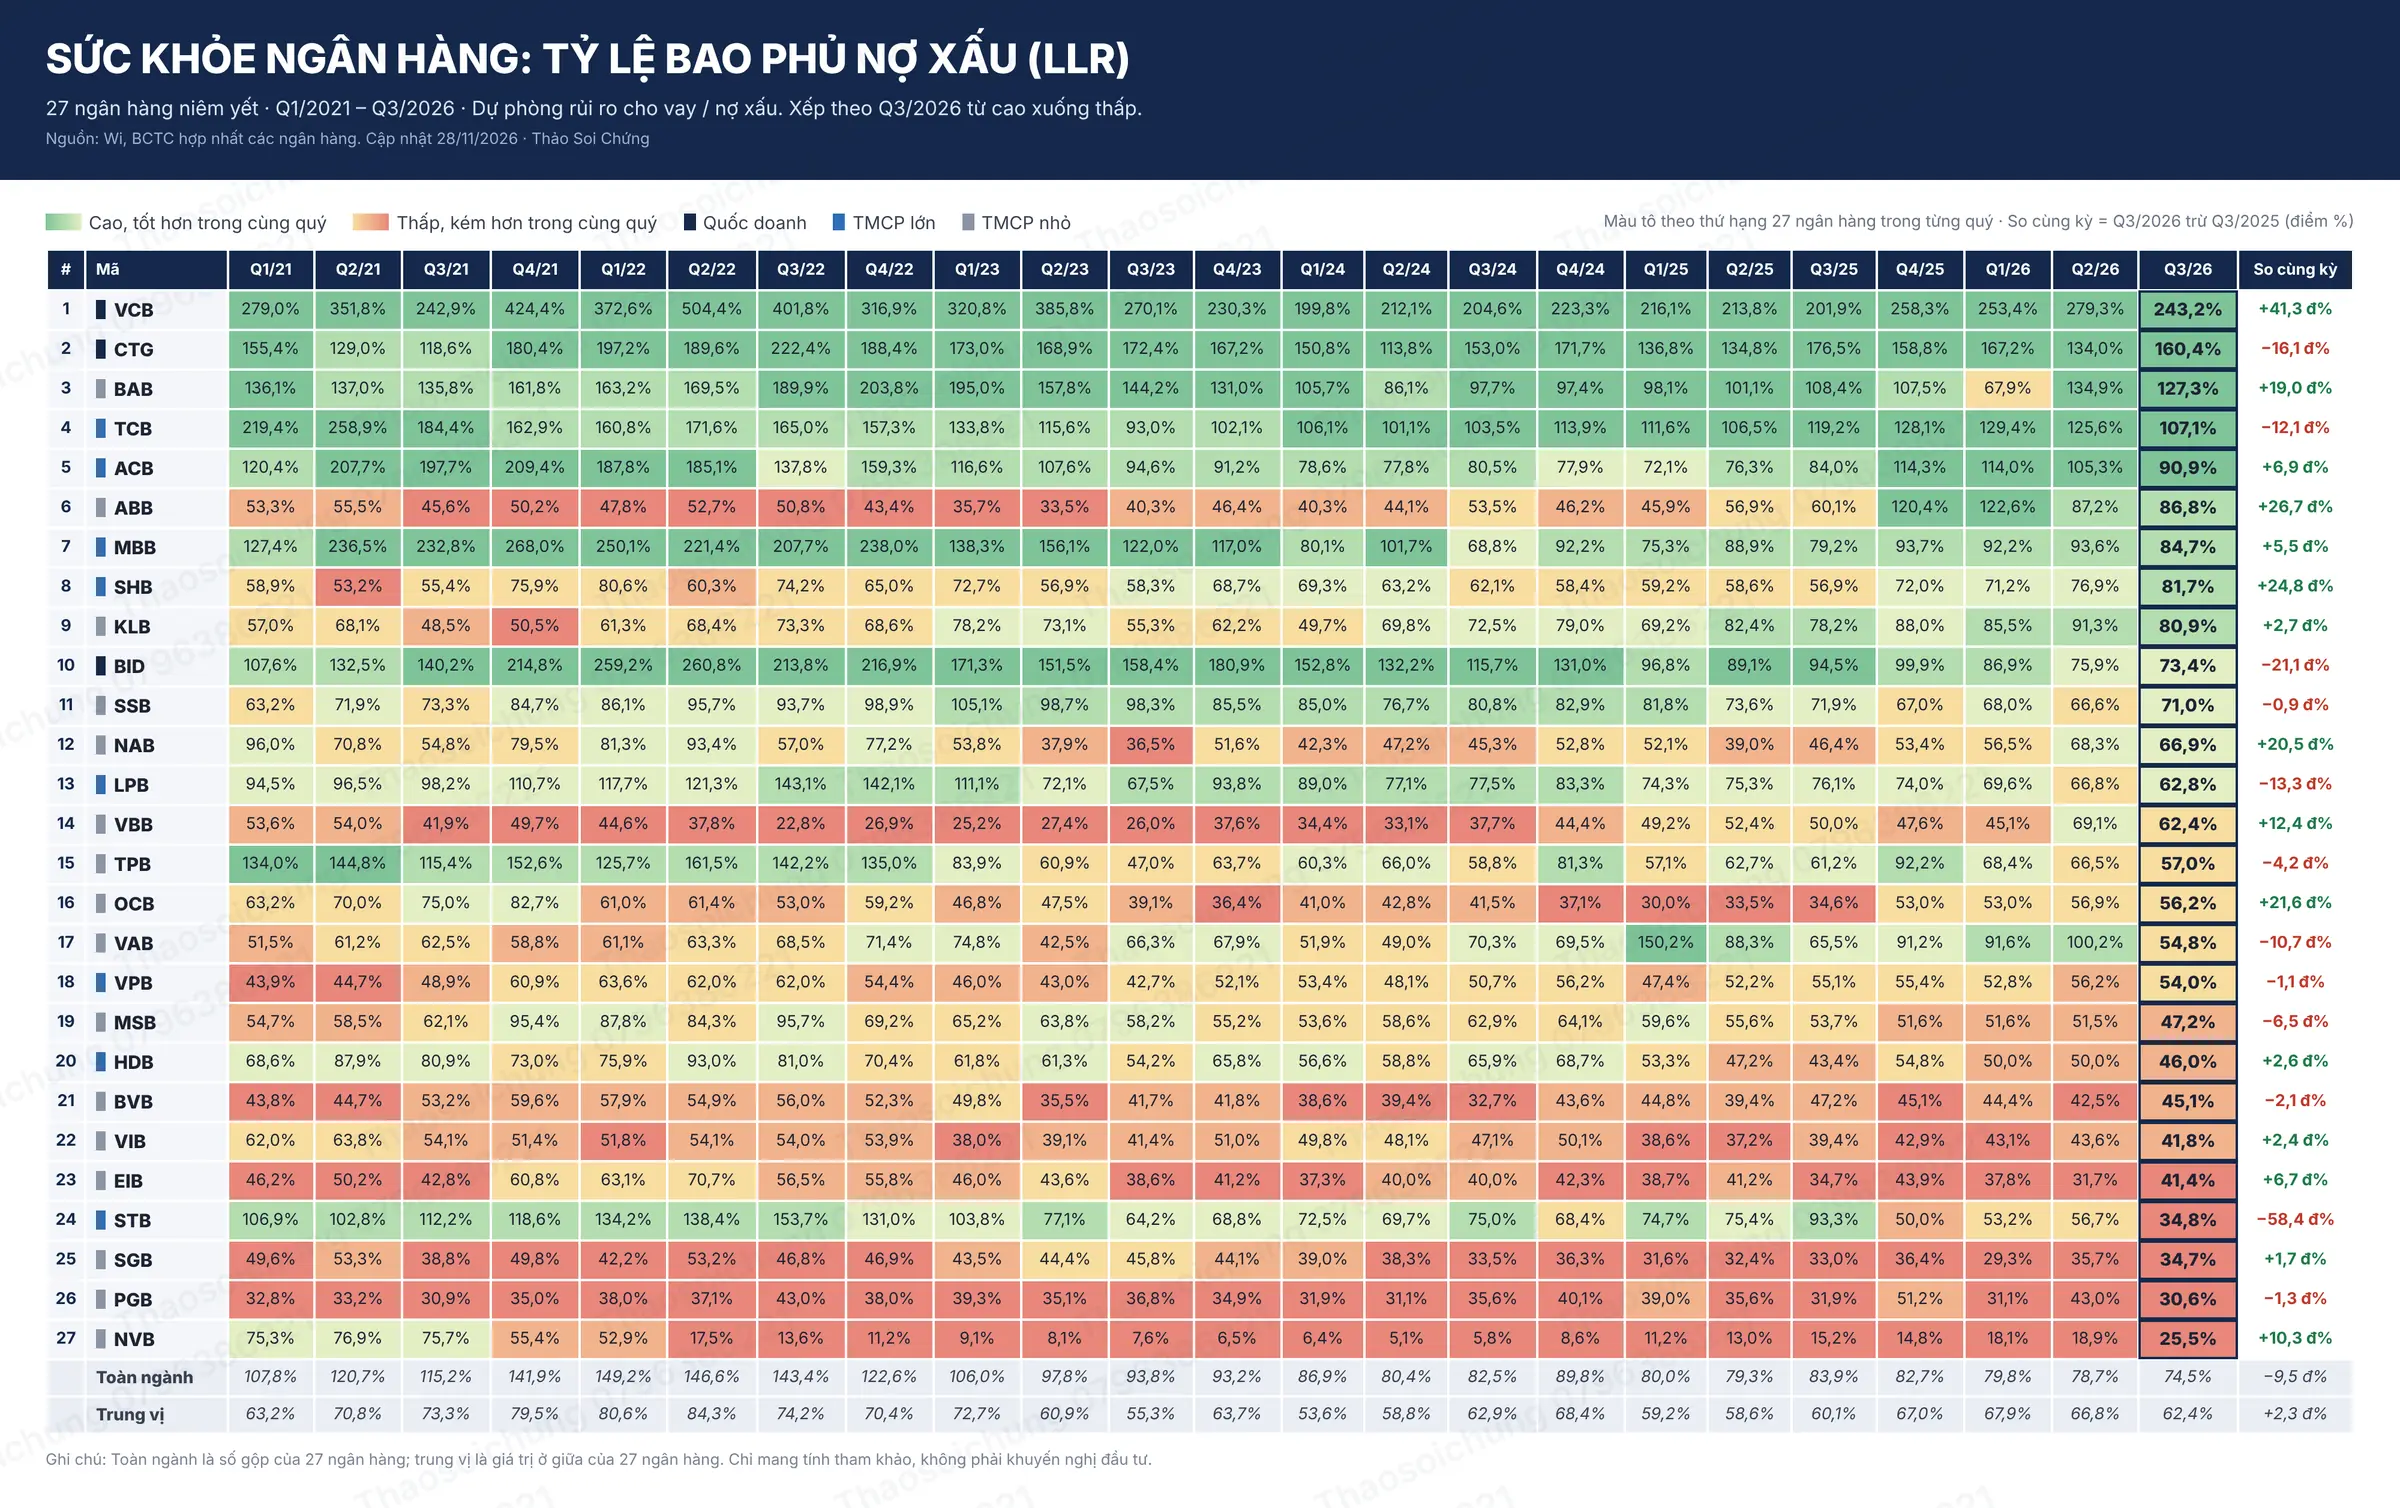 SỨC KHỎE NGÂN HÀNG: TỶ LỆ BAO PHỦ NỢ XẤU (LLR)
27 ngân hàng niêm yết · Q1/2021 – Q3/2026 · Dự phòng rủi ro cho vay / nợ xấu. Xếp theo Q3/2026 từ cao xuống thấp.
Nguồn: Wi, BCTC hợp nhất các ngân hàng. Cập nhật 28/11/2026 · Thảo Soi Chứng
Cao, tốt hơn trong cùng quý Thấp, kém hơn trong cùng quý Quốc doanh TMCP lớn TMCP nhỏ Màu tô theo thứ hạng 27 ngân hàng trong từng quý · So cùng kỳ = Q3/2026 trừ Q3/2025 (điểm %)
# Mã Q1/21 Q2/21 Q3/21 Q4/21 Q1/22 Q2/22 Q3/22 Q4/22 Q1/23 Q2/23 Q3/23 Q4/23 Q1/24 Q2/24 Q3/24 Q4/24 Q1/25 Q2/25 Q3/25 Q4/25 Q1/26 Q2/26 Q3/26 So cùng kỳ
1 VCB 279,0% 351,8% 242,9% 424,4% 372,6% 504,4% 401,8% 316,9% 320,8% 385,8% 270,1% 230,3% 199,8% 212,1% 204,6% 223,3% 216,1% 213,8% 201,9% 258,3% 253,4% 279,3% 243,2% +41,3 đ%
2 CTG 155,4% 129,0% 118,6% 180,4% 197,2% 189,6% 222,4% 188,4% 173,0% 168,9% 172,4% 167,2% 150,8% 113,8% 153,0% 171,7% 136,8% 134,8% 176,5% 158,8% 167,2% 134,0% 160,4% −16,1 đ%
3 BAB 136,1% 137,0% 135,8% 161,8% 163,2% 169,5% 189,9% 203,8% 195,0% 157,8% 144,2% 131,0% 105,7% 86,1% 97,7% 97,4% 98,1% 101,1% 108,4% 107,5% 67,9% 134,9% 127,3% +19,0 đ%
4 TCB 219,4% 258,9% 184,4% 162,9% 160,8% 171,6% 165,0% 157,3% 133,8% 115,6% 93,0% 102,1% 106,1% 101,1% 103,5% 113,9% 111,6% 106,5% 119,2% 128,1% 129,4% 125,6% 107,1% −12,1 đ%
5 ACB 120,4% 207,7% 197,7% 209,4% 187,8% 185,1% 137,8% 159,3% 116,6% 107,6% 94,6% 91,2% 78,6% 77,8% 80,5% 77,9% 72,1% 76,3% 84,0% 114,3% 114,0% 105,3% 90,9% +6,9 đ%
6 ABB 53,3% 55,5% 45,6% 50,2% 47,8% 52,7% 50,8% 43,4% 35,7% 33,5% 40,3% 46,4% 40,3% 44,1% 53,5% 46,2% 45,9% 56,9% 60,1% 120,4% 122,6% 87,2% 86,8% +26,7 đ%
7 MBB 127,4% 236,5% 232,8% 268,0% 250,1% 221,4% 207,7% 238,0% 138,3% 156,1% 122,0% 117,0% 80,1% 101,7% 68,8% 92,2% 75,3% 88,9% 79,2% 93,7% 92,2% 93,6% 84,7% +5,5 đ%
8 SHB 58,9% 53,2% 55,4% 75,9% 80,6% 60,3% 74,2% 65,0% 72,7% 56,9% 58,3% 68,7% 69,3% 63,2% 62,1% 58,4% 59,2% 58,6% 56,9% 72,0% 71,2% 76,9% 81,7% +24,8 đ%
9 KLB 57,0% 68,1% 48,5% 50,5% 61,3% 68,4% 73,3% 68,6% 78,2% 73,1% 55,3% 62,2% 49,7% 69,8% 72,5% 79,0% 69,2% 82,4% 78,2% 88,0% 85,5% 91,3% 80,9% +2,7 đ%
10 BID 107,6% 132,5% 140,2% 214,8% 259,2% 260,8% 213,8% 216,9% 171,3% 151,5% 158,4% 180,9% 152,8% 132,2% 115,7% 131,0% 96,8% 89,1% 94,5% 99,9% 86,9% 75,9% 73,4% −21,1 đ%
11 SSB 63,2% 71,9% 73,3% 84,7% 86,1% 95,7% 93,7% 98,9% 105,1% 98,7% 98,3% 85,5% 85,0% 76,7% 80,8% 82,9% 81,8% 73,6% 71,9% 67,0% 68,0% 66,6% 71,0% −0,9 đ%
12 NAB 96,0% 70,8% 54,8% 79,5% 81,3% 93,4% 57,0% 77,2% 53,8% 37,9% 36,5% 51,6% 42,3% 47,2% 45,3% 52,8% 52,1% 39,0% 46,4% 53,4% 56,5% 68,3% 66,9% +20,5 đ%
13 LPB 94,5% 96,5% 98,2% 110,7% 117,7% 121,3% 143,1% 142,1% 111,1% 72,1% 67,5% 93,8% 89,0% 77,1% 77,5% 83,3% 74,3% 75,3% 76,1% 74,0% 69,6% 66,8% 62,8% −13,3 đ%
14 VBB 53,6% 54,0% 41,9% 49,7% 44,6% 37,8% 22,8% 26,9% 25,2% 27,4% 26,0% 37,6% 34,4% 33,1% 37,7% 44,4% 49,2% 52,4% 50,0% 47,6% 45,1% 69,1% 62,4% +12,4 đ%
15 TPB 134,0% 144,8% 115,4% 152,6% 125,7% 161,5% 142,2% 135,0% 83,9% 60,9% 47,0% 63,7% 60,3% 66,0% 58,8% 81,3% 57,1% 62,7% 61,2% 92,2% 68,4% 66,5% 57,0% −4,2 đ%
16 OCB 63,2% 70,0% 75,0% 82,7% 61,0% 61,4% 53,0% 59,2% 46,8% 47,5% 39,1% 36,4% 41,0% 42,8% 41,5% 37,1% 30,0% 33,5% 34,6% 53,0% 53,0% 56,9% 56,2% +21,6 đ%
17 VAB 51,5% 61,2% 62,5% 58,8% 61,1% 63,3% 68,5% 71,4% 74,8% 42,5% 66,3% 67,9% 51,9% 49,0% 70,3% 69,5% 150,2% 88,3% 65,5% 91,2% 91,6% 100,2% 54,8% −10,7 đ%
18 VPB 43,9% 44,7% 48,9% 60,9% 63,6% 62,0% 62,0% 54,4% 46,0% 43,0% 42,7% 52,1% 53,4% 48,1% 50,7% 56,2% 47,4% 52,2% 55,1% 55,4% 52,8% 56,2% 54,0% −1,1 đ%
19 MSB 54,7% 58,5% 62,1% 95,4% 87,8% 84,3% 95,7% 69,2% 65,2% 63,8% 58,2% 55,2% 53,6% 58,6% 62,9% 64,1% 59,6% 55,6% 53,7% 51,6% 51,6% 51,5% 47,2% −6,5 đ%
20 HDB 68,6% 87,9% 80,9% 73,0% 75,9% 93,0% 81,0% 70,4% 61,8% 61,3% 54,2% 65,8% 56,6% 58,8% 65,9% 68,7% 53,3% 47,2% 43,4% 54,8% 50,0% 50,0% 46,0% +2,6 đ%
21 BVB 43,8% 44,7% 53,2% 59,6% 57,9% 54,9% 56,0% 52,3% 49,8% 35,5% 41,7% 41,8% 38,6% 39,4% 32,7% 43,6% 44,8% 39,4% 47,2% 45,1% 44,4% 42,5% 45,1% −2,1 đ%
22 VIB 62,0% 63,8% 54,1% 51,4% 51,8% 54,1% 54,0% 53,9% 38,0% 39,1% 41,4% 51,0% 49,8% 48,1% 47,1% 50,1% 38,6% 37,2% 39,4% 42,9% 43,1% 43,6% 41,8% +2,4 đ%
23 EIB 46,2% 50,2% 42,8% 60,8% 63,1% 70,7% 56,5% 55,8% 46,0% 43,6% 38,6% 41,2% 37,3% 40,0% 40,0% 42,3% 38,7% 41,2% 34,7% 43,9% 37,8% 31,7% 41,4% +6,7 đ%
24 STB 106,9% 102,8% 112,2% 118,6% 134,2% 138,4% 153,7% 131,0% 103,8% 77,1% 64,2% 68,8% 72,5% 69,7% 75,0% 68,4% 74,7% 75,4% 93,3% 50,0% 53,2% 56,7% 34,8% −58,4 đ%
25 SGB 49,6% 53,3% 38,8% 49,8% 42,2% 53,2% 46,8% 46,9% 43,5% 44,4% 45,8% 44,1% 39,0% 38,3% 33,5% 36,3% 31,6% 32,4% 33,0% 36,4% 29,3% 35,7% 34,7% +1,7 đ%
26 PGB 32,8% 33,2% 30,9% 35,0% 38,0% 37,1% 43,0% 38,0% 39,3% 35,1% 36,8% 34,9% 31,9% 31,1% 35,6% 40,1% 39,0% 35,6% 31,9% 51,2% 31,1% 43,0% 30,6% −1,3 đ%
27 NVB 75,3% 76,9% 75,7% 55,4% 52,9% 17,5% 13,6% 11,2% 9,1% 8,1% 7,6% 6,5% 6,4% 5,1% 5,8% 8,6% 11,2% 13,0% 15,2% 14,8% 18,1% 18,9% 25,5% +10,3 đ%
Toàn ngành 107,8% 120,7% 115,2% 141,9% 149,2% 146,6% 143,4% 122,6% 106,0% 97,8% 93,8% 93,2% 86,9% 80,4% 82,5% 89,8% 80,0% 79,3% 83,9% 82,7% 79,8% 78,7% 74,5% −9,5 đ%
Trung vị 63,2% 70,8% 73,3% 79,5% 80,6% 84,3% 74,2% 70,4% 72,7% 60,9% 55,3% 63,7% 53,6% 58,8% 62,9% 68,4% 59,2% 58,6% 60,1% 67,0% 67,9% 66,8% 62,4% +2,3 đ%
Ghi chú: Toàn ngành là số gộp của 27 ngân hàng; trung vị là giá trị ở giữa của 27 ngân hàng. Chỉ mang tính tham khảo, không phải khuyến nghị đầu tư.